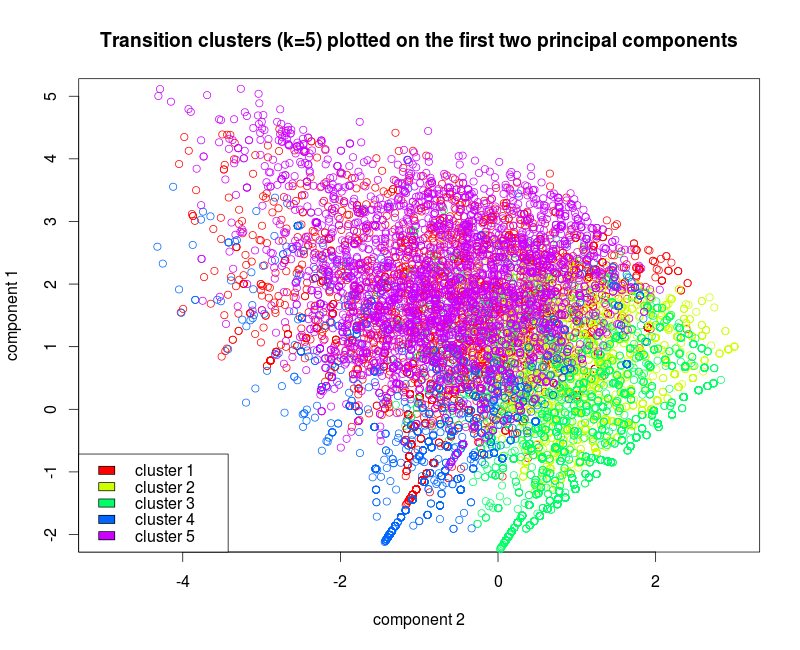 Transition clusters (k=5) plotted on the first two principal components
component 1
5
4
3
2
1
0
-1
-2
cluster 1
cluster 2
cluster 3
cluster 4
cluster 5
-4 -2 0 2
component 2